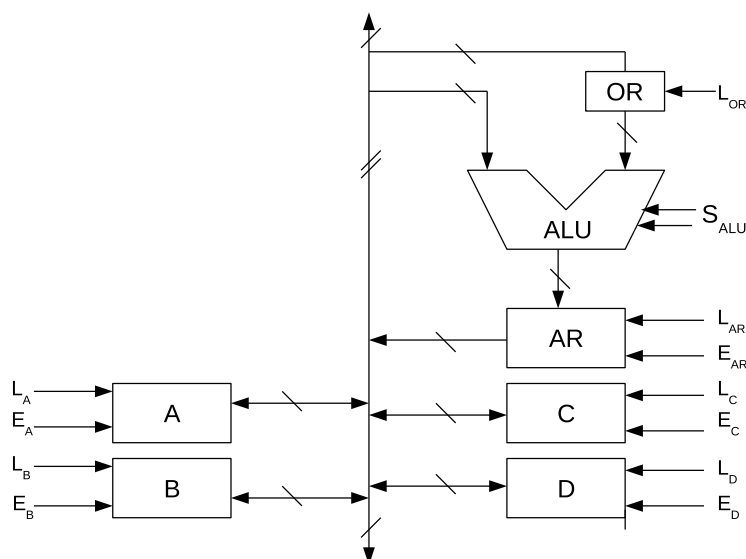 OR
L_OR
ALU
S_ALU
AR
L_AR
E_AR
L_A
E_A
A
C
L_C
E_C
L_B
E_B
B
D
L_D
E_D